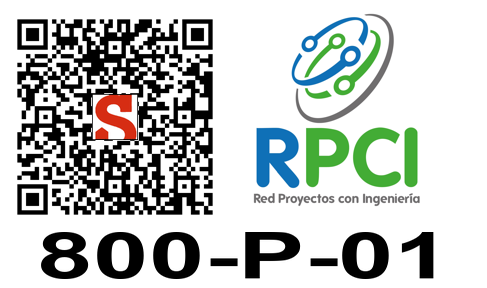 S
RPCI
Red Proyectos con Ingeniería
800-P-01